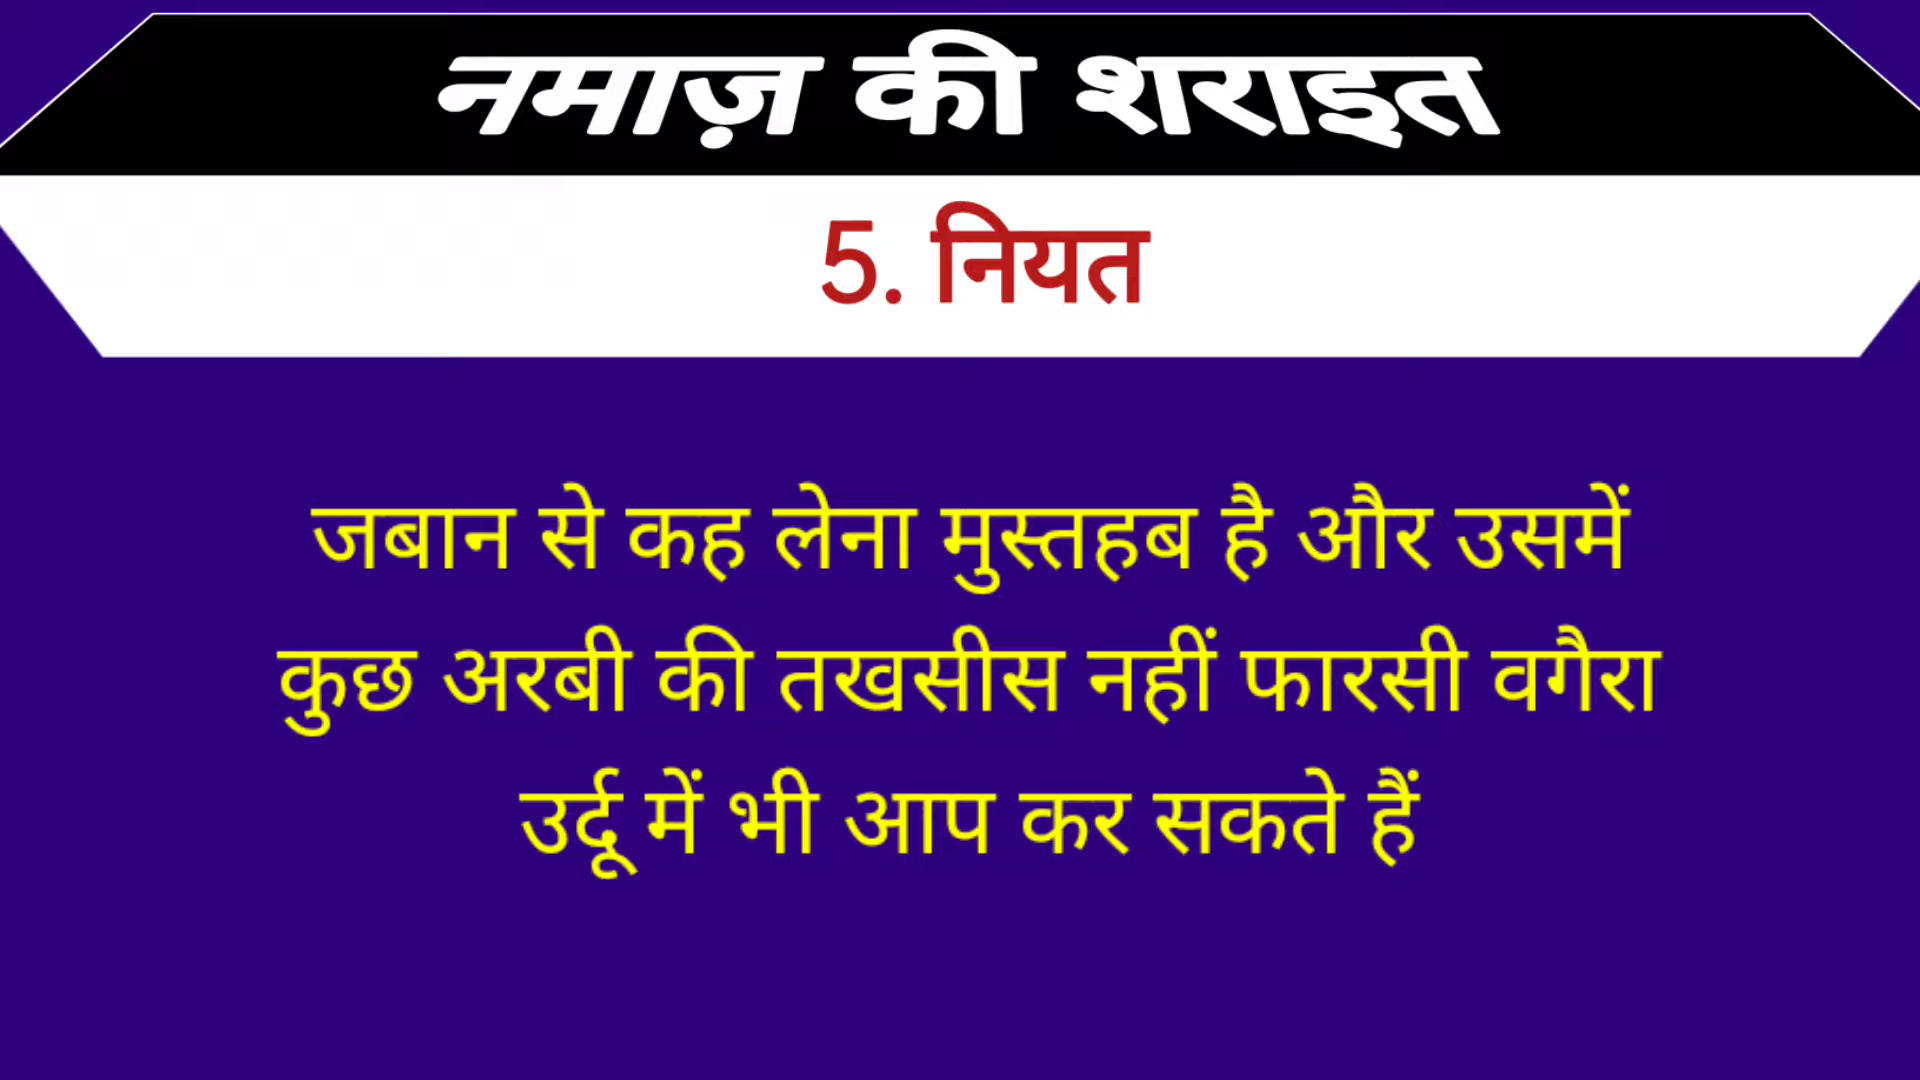 नमाज़ की शराइत
5. नियत
जबान से कह लेना मुस्तहब है और उसमें
कुछ अरबी की तखसीस नहीं फारसी वगैरा
उर्दू में भी आप कर सकते हैं